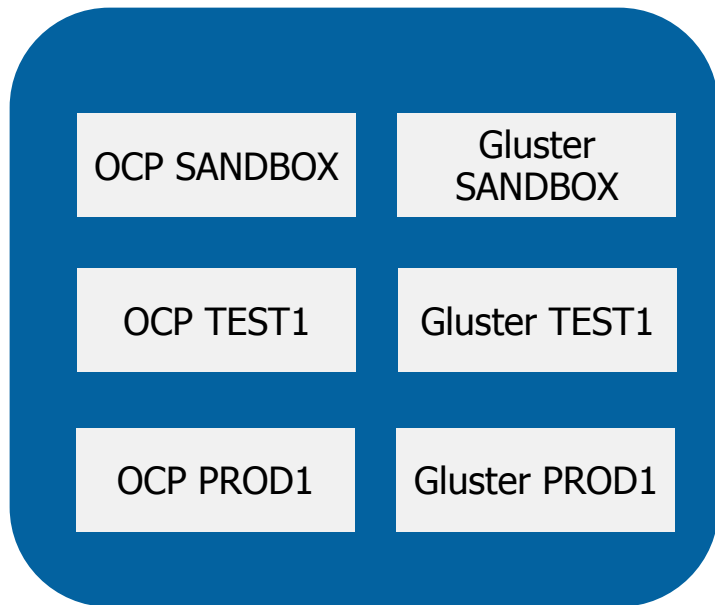 OCP SANDBOX
Gluster
SANDBOX
OCP TEST1
Gluster TEST1
OCP PROD1
Gluster PROD1